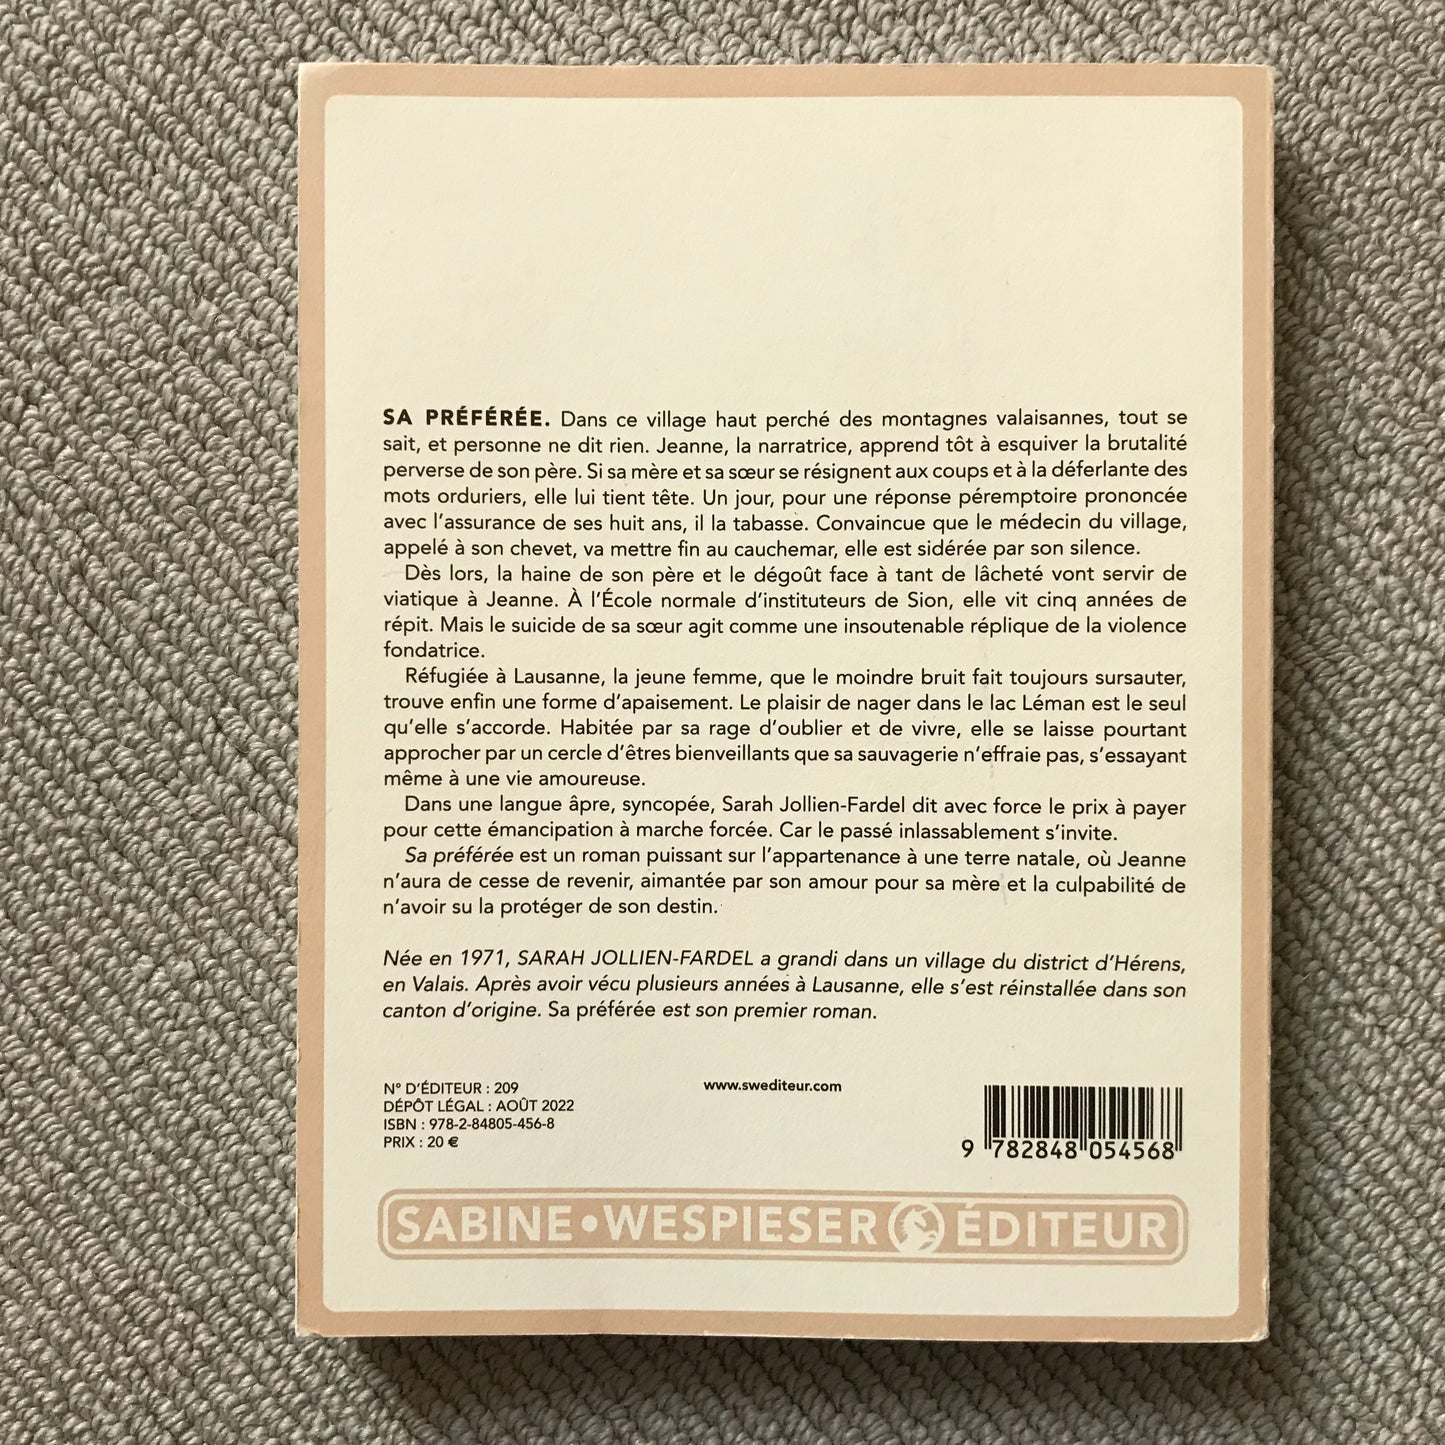 SA PRÉFÉRÉE. Dans ce village haut perché des montagnes valaisannes, tout se
sait, et personne ne dit rien. Jeanne, la narratrice, apprend tôt à esquiver la brutalité
perverse de son père. Si sa mère et sa sœur se résignent aux coups et à la déferlante des
mots orduriers, elle lui tient tête. Un jour, pour une réponse péremptoire prononcée
avec l'assurance de ses huit ans, il la tabasse. Convaincue que le médecin du village,
appelé à son chevet, va mettre fin au cauchemar, elle est sidérée par son silence.
Dès lors, la haine de son père et le dégoût face à tant de lâcheté vont servir de
viatique à Jeanne. À l'École normale d'instituteurs de Sion, elle vit cinq années de
répit. Mais le suicide de sa sœur agit comme une insoutenable réplique de la violence
fondatrice.
Réfugiée à Lausanne, la jeune femme, que le moindre bruit fait toujours sursauter,
trouve enfin une forme d'apaisement. Le plaisir de nager dans le lac Léman est le seul
qu'elle s'accorde. Habitée par sa rage d'oublier et de vivre, elle se laisse pourtant
approcher par un cercle d'êtres bienveillants que sa sauvagerie n'effraie pas, s'essayant
même à une vie amoureuse.
Dans une langue âpre, syncopée, Sarah Jollien-Fardel dit avec force le prix à payer
pour cette émancipation à marche forcée. Car le passé inlassablement s'invite.
Sa préférée est un roman puissant sur l'appartenance à une terre natale, où Jeanne
n'aura de cesse de revenir, aimantée par son amour pour sa mère et la culpabilité de
n'avoir su la protéger de son destin.
Née en 1971, SARAH JOLLIEN-FARDEL a grandi dans un village du district d'Hérens,
en Valais. Après avoir vécu plusieurs années à Lausanne, elle s'est réinstallée dans son
canton d'origine. Sa préférée est son premier roman.
N° D'ÉDITEUR : 209
DÉPÔT LÉGAL : AOÛT 2022
ISBN : 978-2-84805-456-8
PRIX : 20 €
www.swediteur.com
9 782848 054568
SABINE • WESPIESER ÉDITEUR